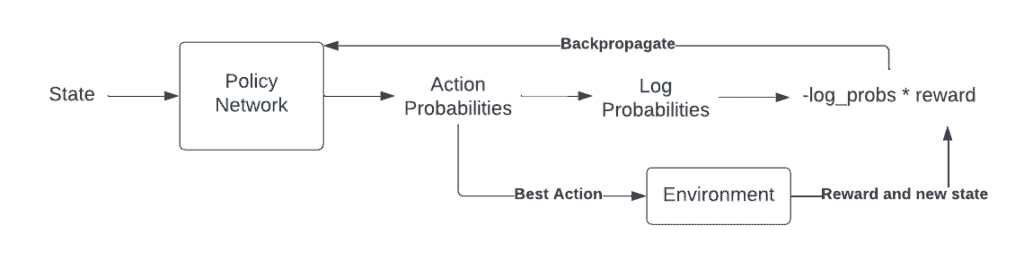 Backpropagate
State
Policy
Network
Action
Probabilities
Log
Probabilities
-log_probs * reward
Best Action
Environment
Reward and new state